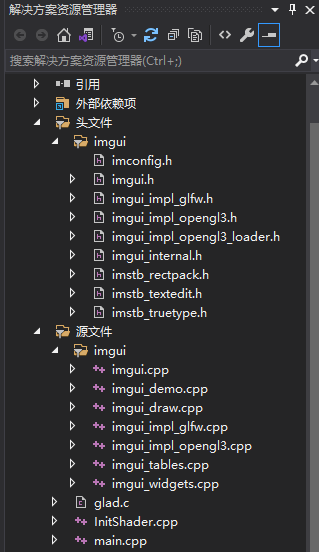 解决方案资源管理器
搜索解决方案资源管理器(Ctrl+;)
引用
外部依赖项
头文件
imgui
imconfig.h
imgui.h
imgui_impl_glfw.h
imgui_impl_opengl3.h
imgui_impl_opengl3_loader.h
imgui_internal.h
imstb_rectpack.h
imstb_textedit.h
imstb_truetype.h
源文件
imgui
imgui.cpp
imgui_demo.cpp
imgui_draw.cpp
imgui_impl_glfw.cpp
imgui_impl_opengl3.cpp
imgui_tables.cpp
imgui_widgets.cpp
glad.c
InitShader.cpp
main.cpp